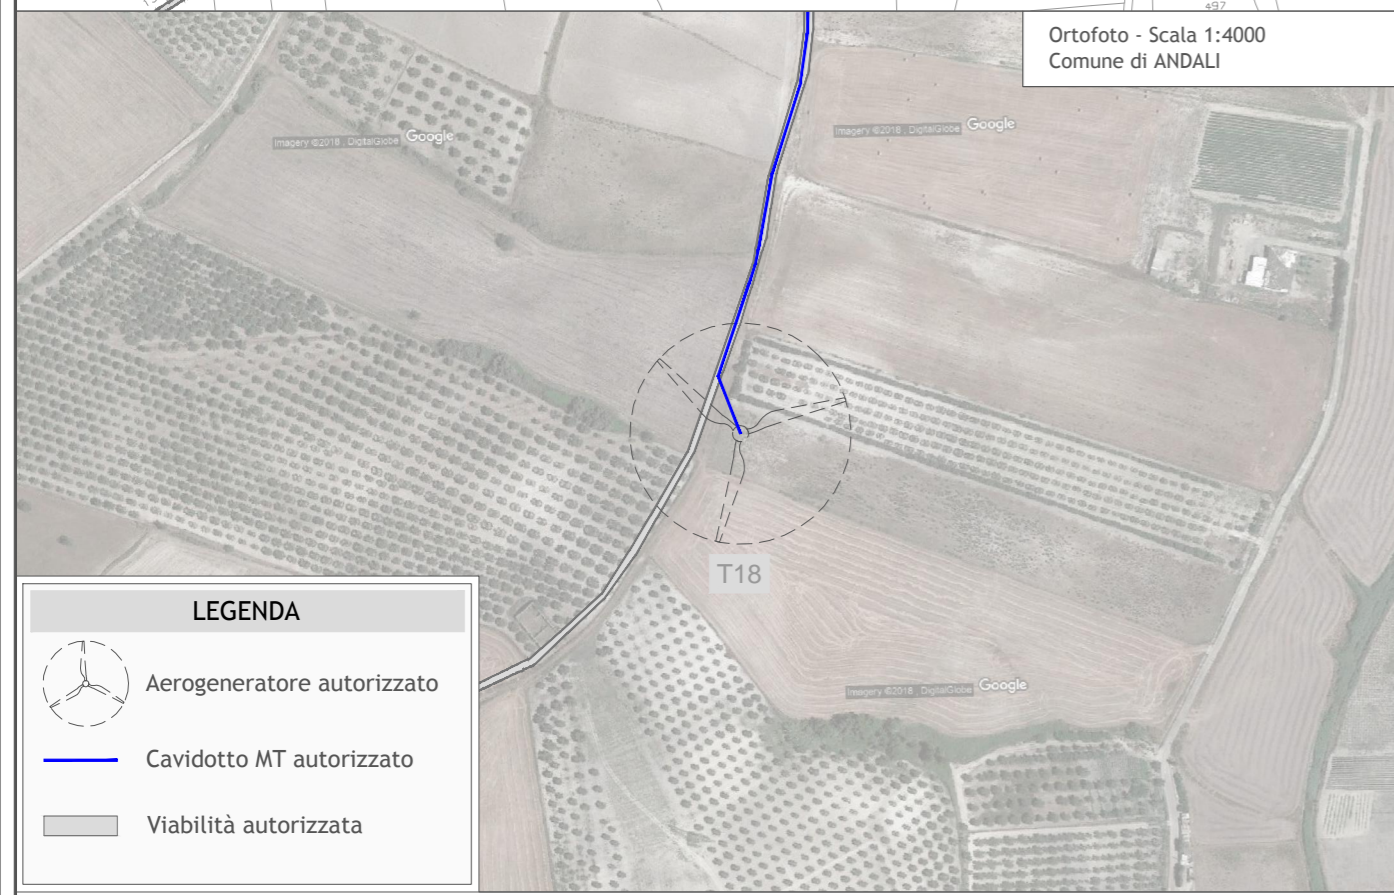 497
Ortofoto - Scala 1:4000
Comune di ANDALI
Imagery ©2018 , DigitalGlobe Google
Imagery ©2018 , DigitalGlobe Google
T18
Imagery ©2018 , DigitalGlobe Google
LEGENDA
Aerogeneratore autorizzato
Cavidotto MT autorizzato
Viabilità autorizzata